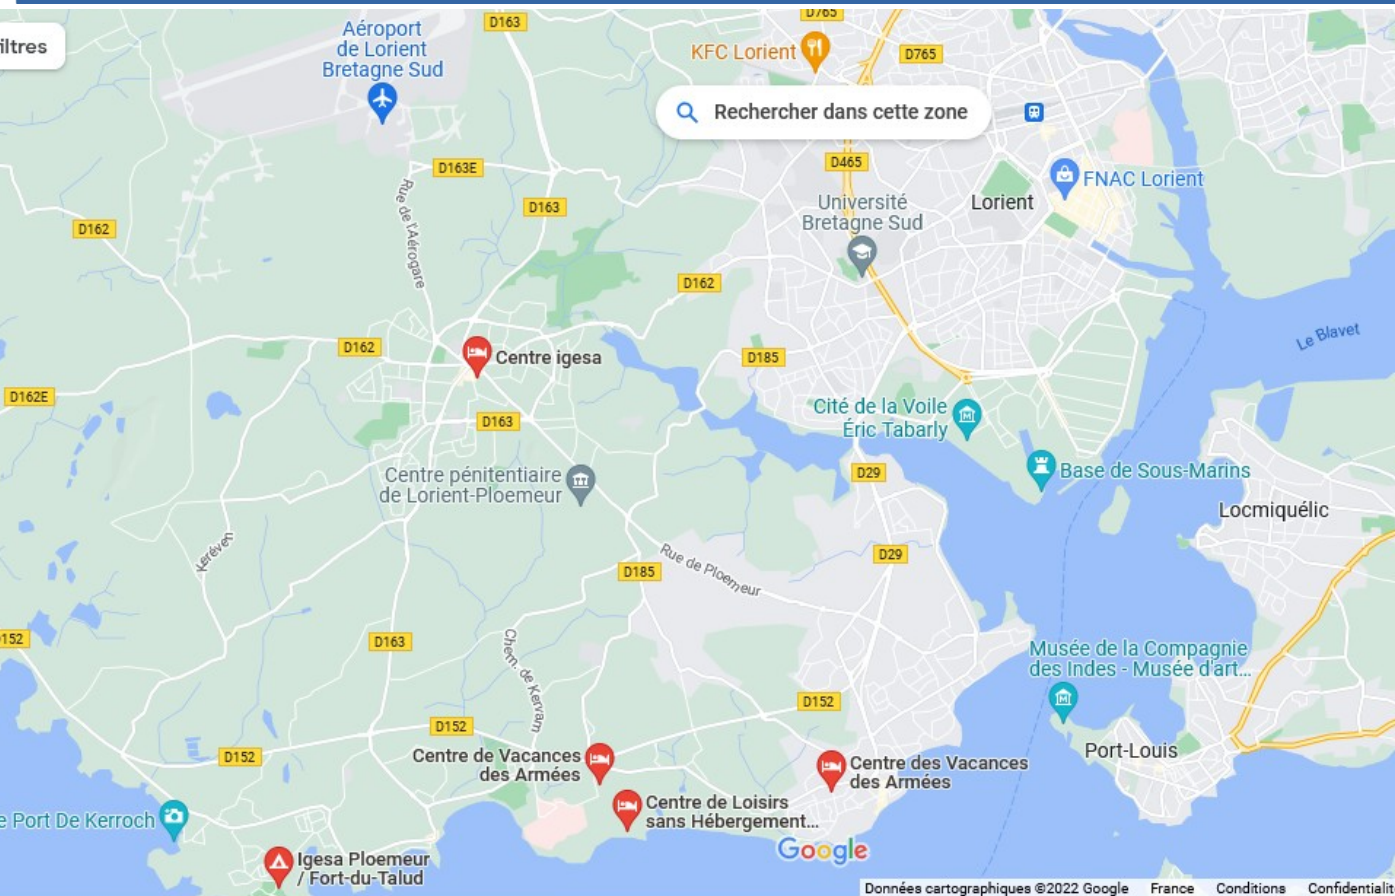 D163
D765
Aéroport
de Lorient
Bretagne Sud
iltres
KFC Lorient
D765
Rechercher dans cette zone
D163E
D465
FNAC Lorient
Rue de l'Aérogare
D163
Université
Bretagne Sud
Lorient
D162
D162
Le Blavet
D162
Centre igesa
D185
D162E
D163
Cité de la Voile
Éric Tabarly
Centre pénitentiaire
de Lorient-Ploemeur
D29
Base de Sous-Marins
Locmiquélic
Keréven
D185
Rue de Ploemeur
D29
152
D163
Chem. de Kervam
Musée de la Compagnie
des Indes - Musée d'art...
D152
D152
D152
Centre de Vacances
des Armées
Centre des Vacances
des Armées
Port-Louis
Centre de Loisirs
sans Hébergement...
e Port De Kerroch
Igesa Ploemeur
/ Fort-du-Talud
Google
Données cartographiques ©2022 Google France Conditions Confidentialit